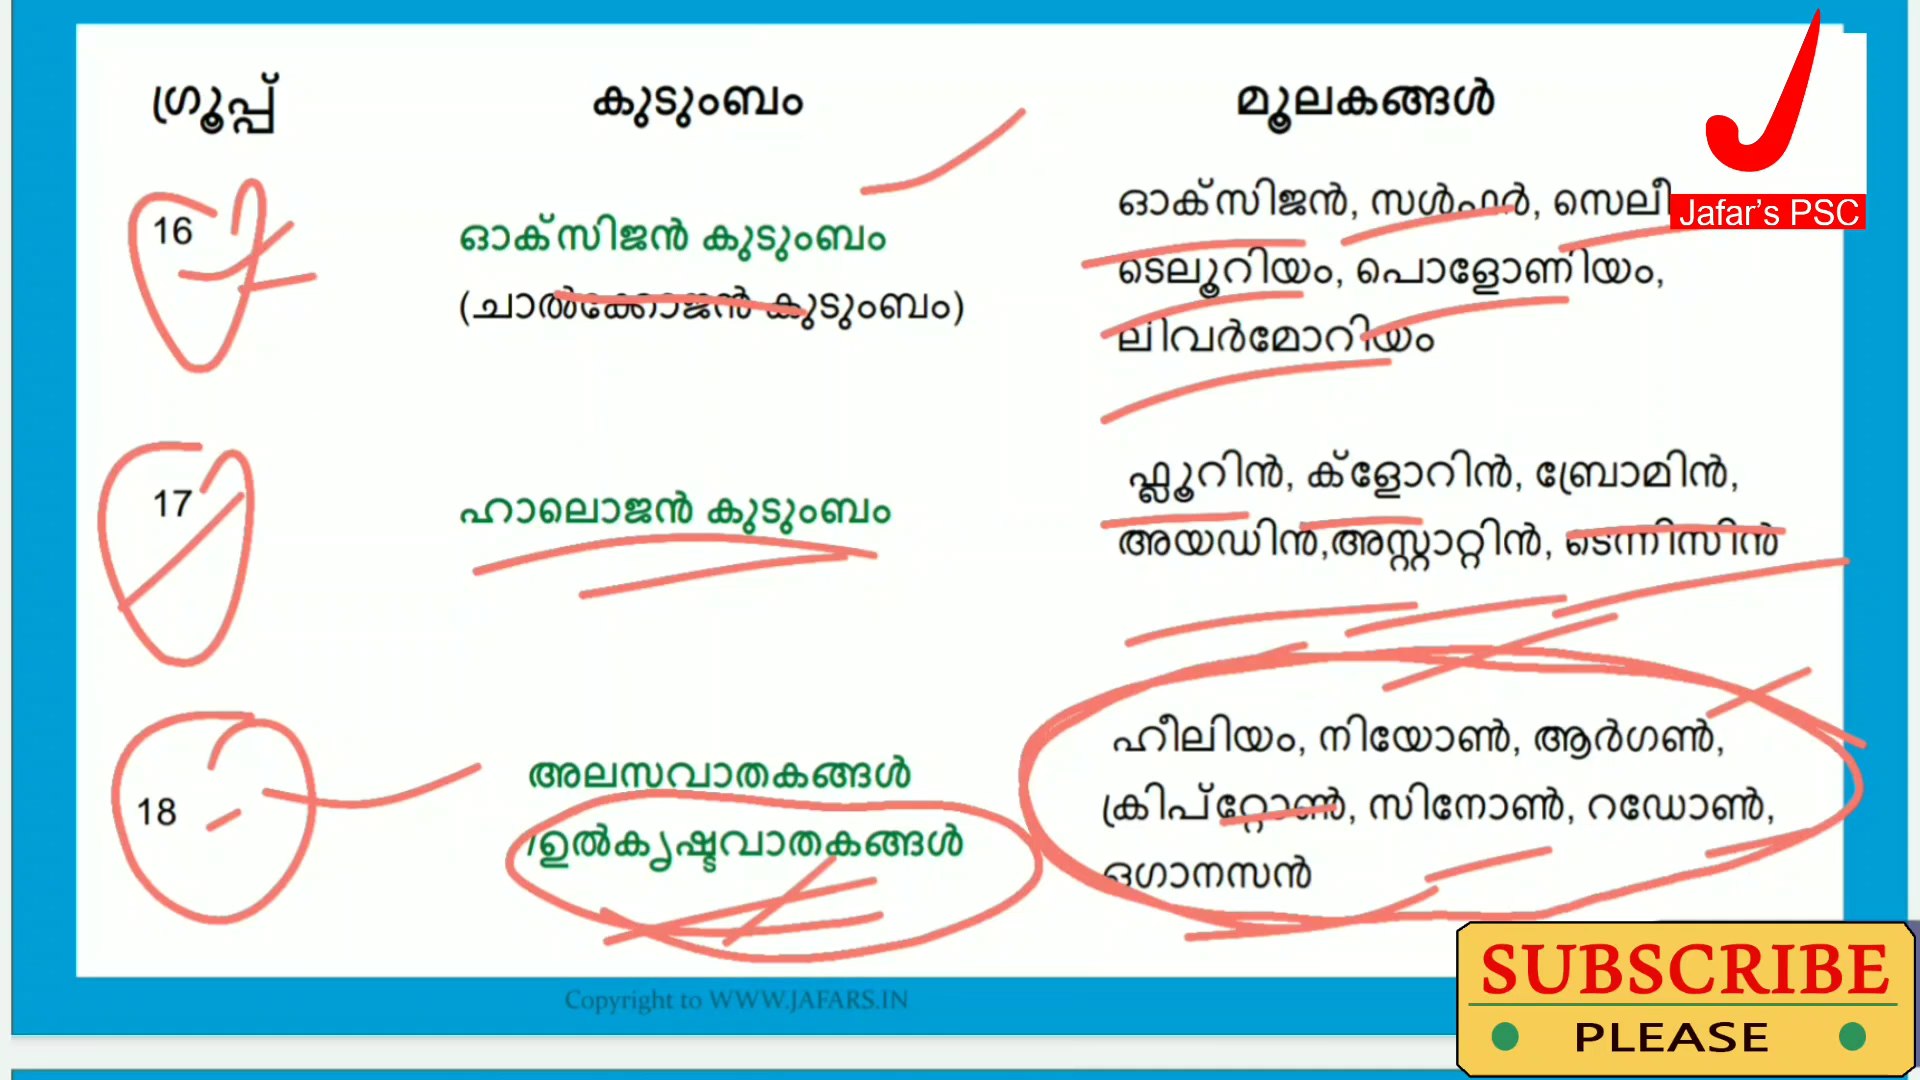 ഗ്രൂപ്പ് കുടുംബം മൂലകങ്ങൾ
16 ഓക്സിജൻ കുടുംബം
(ചാൽക്കോജൻ കുടുംബം)
ഓക്സിജൻ, സൾഫർ,
ടെലൂറിയം, പൊളോണിയം,
ലിവർമോറിയം
17 ഹാലൊജൻ കുടുംബം
ഫ്ലൂറിൻ, ക്ളോറിൻ, ബ്രോമിൻ,
അയഡിൻ,അസ്റ്റാറ്റിൻ, ടെന്നിസിൻ
18 അലസവാതകങ്ങൾ
/ഉൽകൃഷ്ടവാതകങ്ങൾ
ഹീലിയം, നിയോൺ, ആർഗൺ,
ക്രിപ്റ്റോൺ, സിനോൺ, റഡോൺ,
ഒഗാനസൻ
Jafar's PSC
Copyright to WWW.JAFARS.IN
SUBSCRIBE
PLEASE